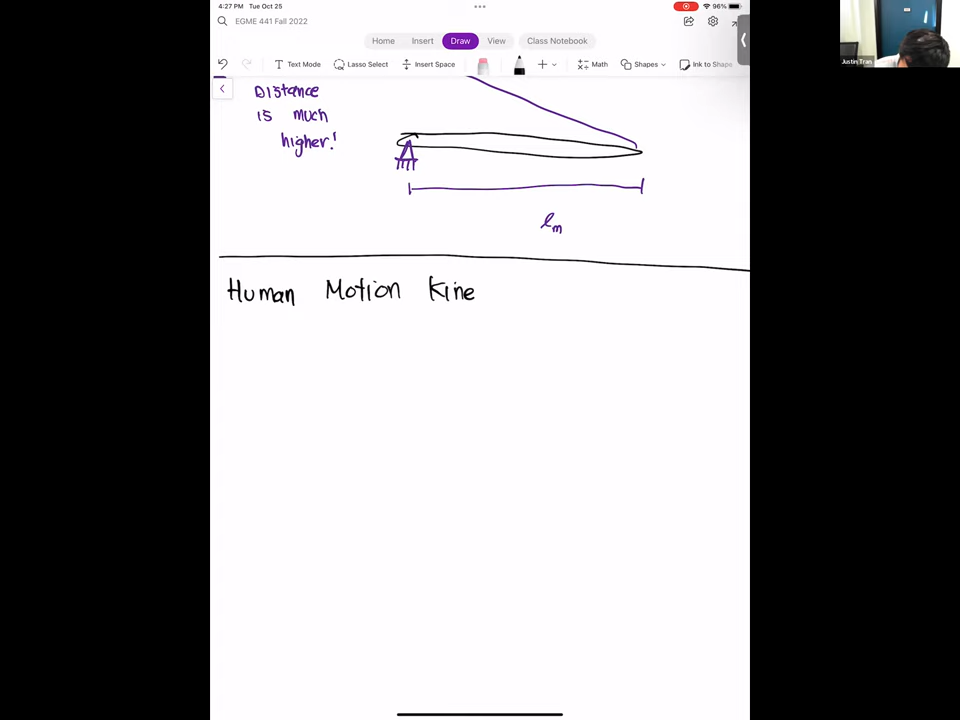 4:27 PM Tue Oct 25
96%
EGME 441 Fall 2022
Home Insert Draw View Class Notebook
Text Mode Lasso Select Insert Space Math Shapes Ink to Shape
Distance
is much
higher!
lm
Human Motion Kine
Justin Tran